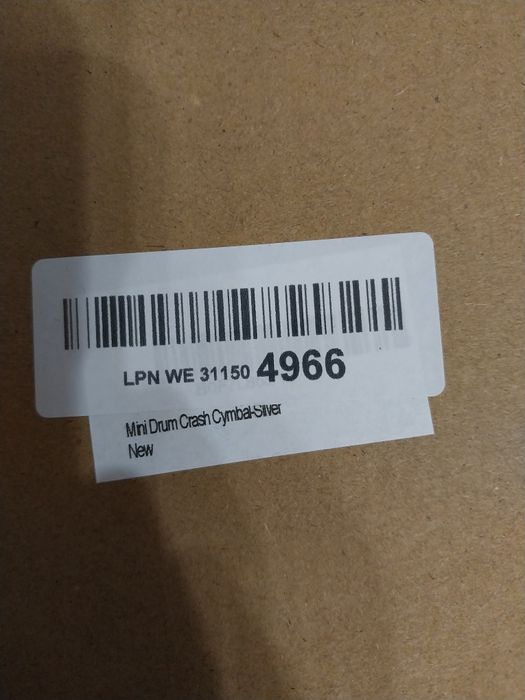 LPN WE 31150 4966
Mini Drum Crash Cymbal-Silver
New